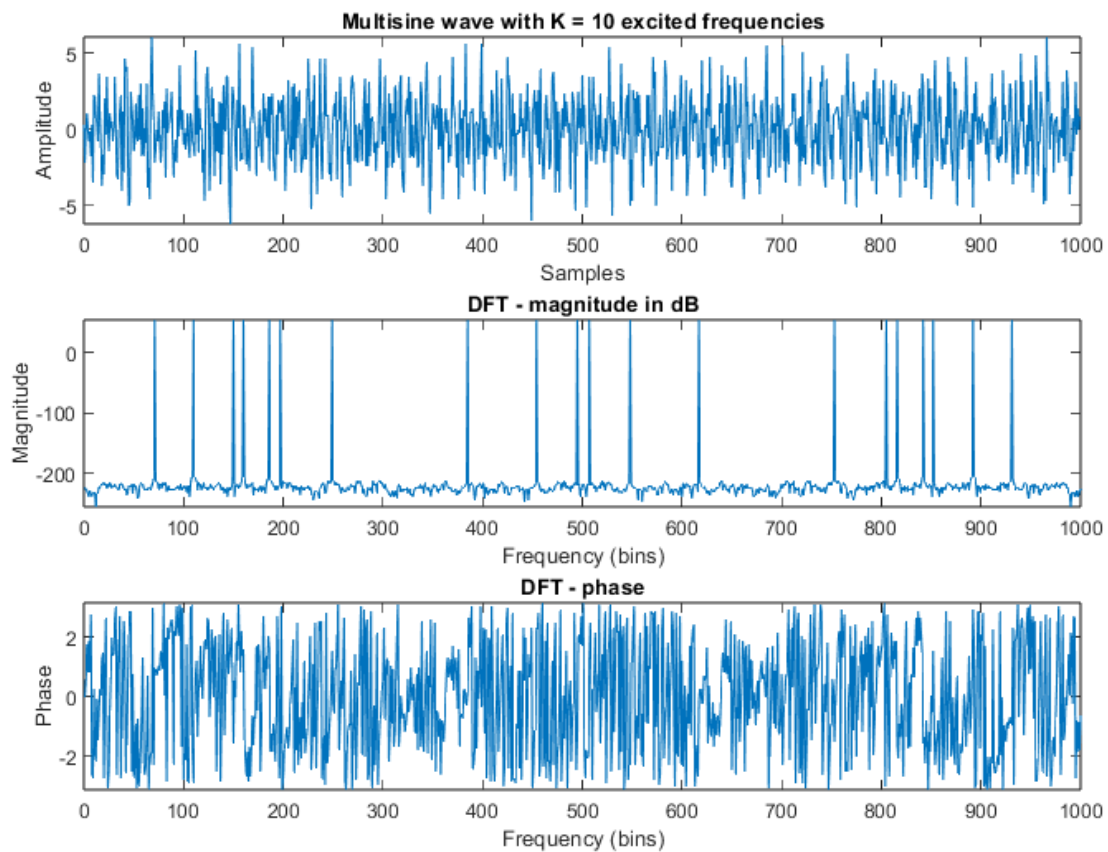 Multisine wave with K = 10 excited frequencies
Amplitude
5
0
-5
0 100 200 300 400 500 600 700 800 900 1000
Samples
DFT - magnitude in dB
Magnitude
0
-100
-200
0 100 200 300 400 500 600 700 800 900 1000
Frequency (bins)
DFT - phase
Phase
2
0
-2
0 100 200 300 400 500 600 700 800 900 1000
Frequency (bins)